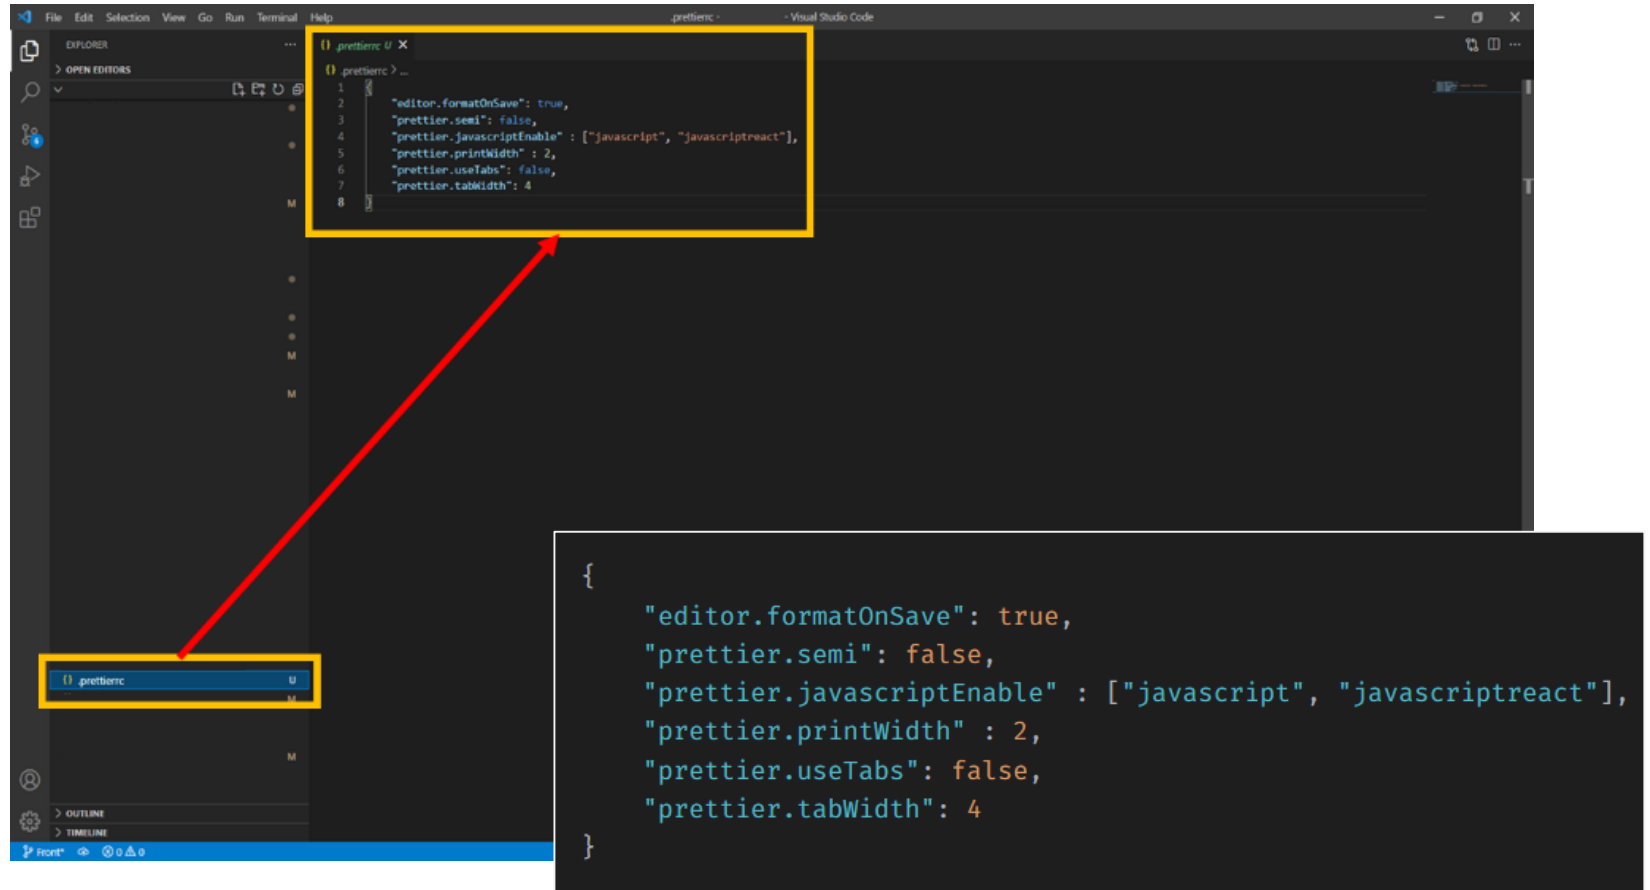 File Edit Selection View Go Run Terminal Help
.prettierrc - - Visual Studio Code
EXPLORER
OPEN EDITORS
{} .prettierrc U
{} .prettierrc > ...
1 {
2 "editor.formatOnSave": true,
3 "prettier.semi": false,
4 "prettier.javascriptEnable" : ["javascript", "javascriptreact"],
5 "prettier.printWidth" : 2,
6 "prettier.useTabs": false,
7 "prettier.tabWidth": 4
8 }
6
M
M
M
{} .prettierrc U
M
M
OUTLINE
TIMELINE
Front* 0 0
{
"editor.formatOnSave": true,
"prettier.semi": false,
"prettier.javascriptEnable" : ["javascript", "javascriptreact"],
"prettier.printWidth" : 2,
"prettier.useTabs": false,
"prettier.tabWidth": 4
}